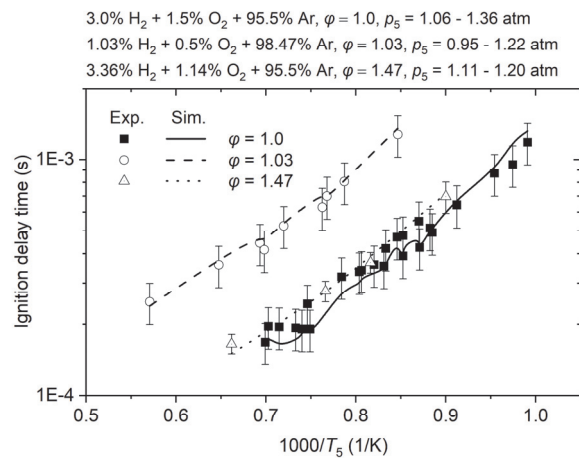 3.0% H₂ + 1.5% O₂ + 95.5% Ar, φ = 1.0, p₅ = 1.06 - 1.36 atm
1.03% H₂ + 0.5% O₂ + 98.47% Ar, φ = 1.03, p₅ = 0.95 - 1.22 atm
3.36% H₂ + 1.14% O₂ + 95.5% Ar, φ = 1.47, p₅ = 1.11 - 1.20 atm
Exp. Sim.
φ = 1.0
φ = 1.03
φ = 1.47
Ignition delay time (s)
1E-3
1E-4
0.5 0.6 0.7 0.8 0.9 1.0
1000/T₅ (1/K)